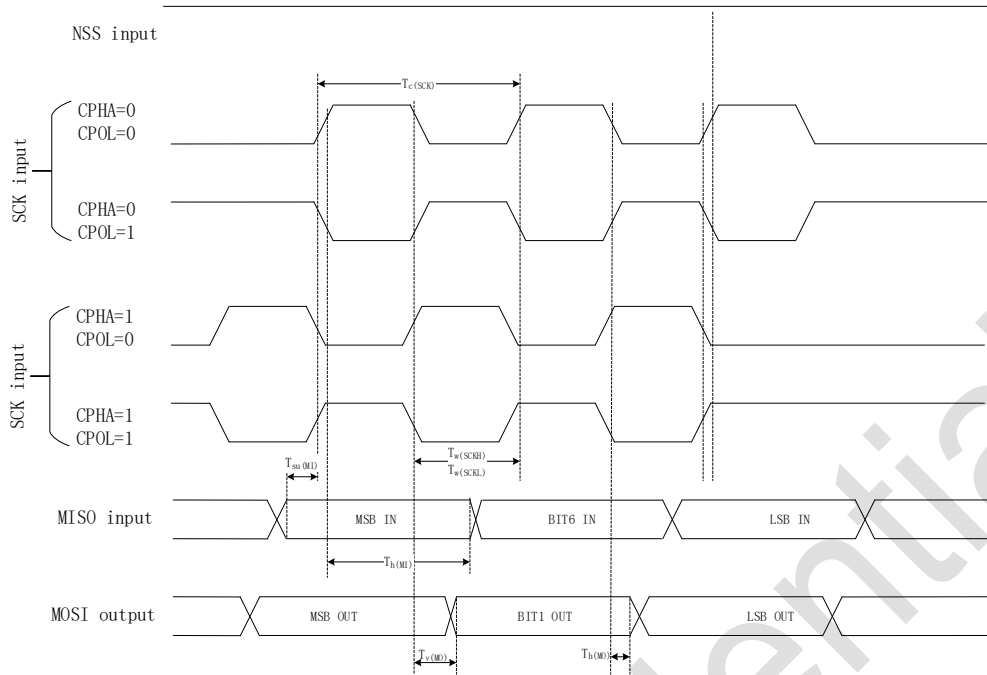 NSS input
Tc(SCK)
SCK input
CPHA=0
CPOL=0
CPHA=0
CPOL=1
SCK input
CPHA=1
CPOL=0
CPHA=1
CPOL=1
Tw(SCKH)
Tw(SCKL)
Tsu(MI)
MISO input
MSB IN
BIT6 IN
LSB IN
Th(MI)
MOSI output
MSB OUT
BIT1 OUT
LSB OUT
Tv(MO)
Th(MO)